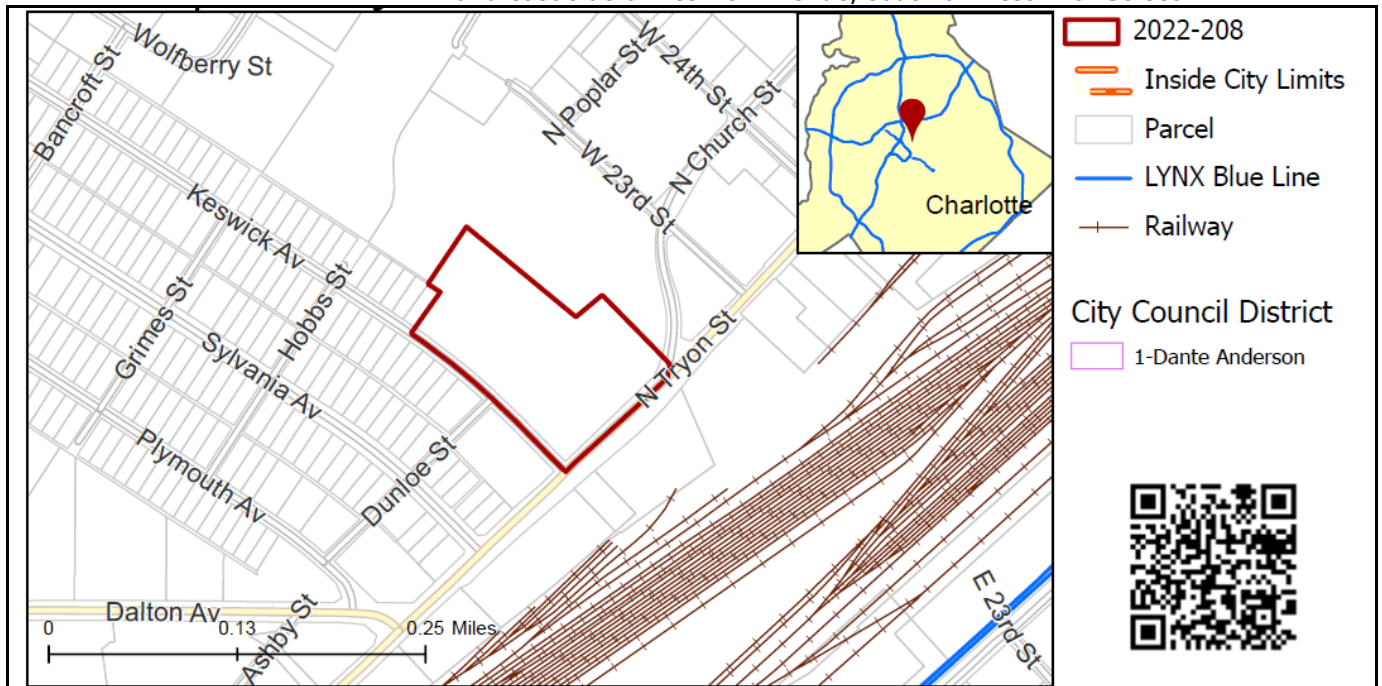 Wolfberry St
Bancroft St
W 24th St
N Poplar St
N Church St
W 23rd St
Keswick Av
Grimes St
Hobbs St
Sylvania Av
N Tryon St
Plymouth Av
Dunloe St
Dalton Av
Ashby St
E 23rd St
0
0.13
0.25 Miles
Charlotte
2022-208
Inside City Limits
Parcel
LYNX Blue Line
Railway
City Council District
1-Dante Anderson